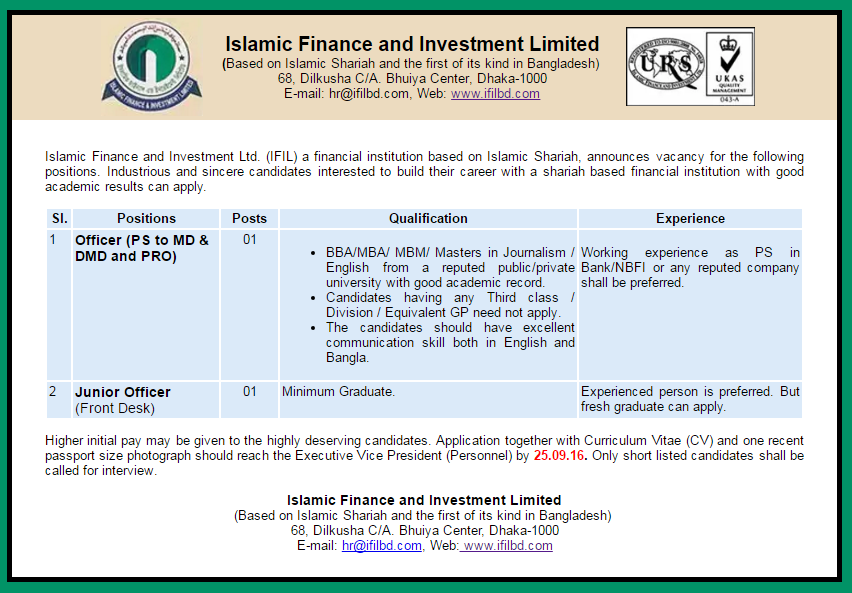 Islamic Finance and Investment Limited
(Based on Islamic Shariah and the first of its kind in Bangladesh)
68, Dilkusha C/A. Bhuiya Center, Dhaka-1000
E-mail: hr@ifilbd.com, Web: www.ifilbd.com
ISLAMIC FINANCE & INVESTMENT LIMITED
URS
UKAS
QUALITY
MANAGEMENT
043-A
Islamic Finance and Investment Ltd. (IFIL) a financial institution based on Islamic Shariah, announces vacancy for the following
positions. Industrious and sincere candidates interested to build their career with a shariah based financial institution with good
academic results can apply.
Sl. Positions Posts Qualification Experience
1 Officer (PS to MD &
DMD and PRO)
01
• BBA/MBA/ MBM/ Masters in Journalism /
English from a reputed public/private
university with good academic record.
• Candidates having any Third class /
Division / Equivalent GP need not apply.
• The candidates should have excellent
communication skill both in English and
Bangla.
Working experience as PS in
Bank/NBFI or any reputed company
shall be preferred.
2 Junior Officer
(Front Desk)
01
Minimum Graduate.
Experienced person is preferred. But
fresh graduate can apply.
Higher initial pay may be given to the highly deserving candidates. Application together with Curriculum Vitae (CV) and one recent
passport size photograph should reach the Executive Vice President (Personnel) by 25.09.16. Only short listed candidates shall be
called for interview.
Islamic Finance and Investment Limited
(Based on Islamic Shariah and the first of its kind in Bangladesh)
68, Dilkusha C/A. Bhuiya Center, Dhaka-1000
E-mail: hr@ifilbd.com, Web: www.ifilbd.com